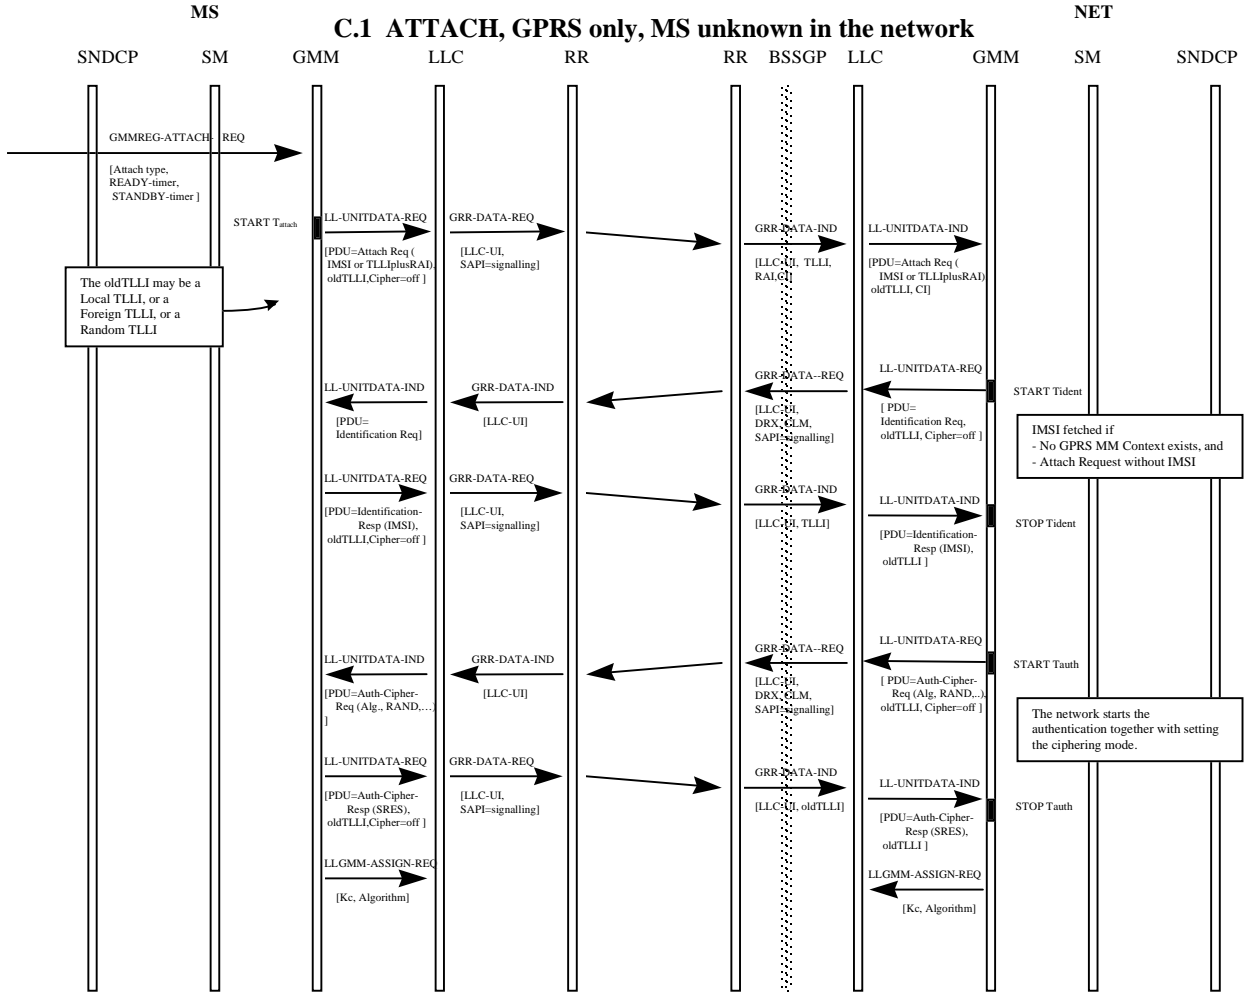 MS
NET
C.1 ATTACH, GPRS only, MS unknown in the network
SNDCP SM GMM LLC RR RR BSSGP LLC GMM SM SNDCP
GMMREG-ATTACH- REQ
[Attach type,
READY-timer,
STANDBY-timer ]
START Tattach
LL-UNITDATA-REQ
GRR-DATA-REQ
GRR-DATA-IND
LL-UNITDATA-IND
[PDU=Attach Req (
IMSI or TLLIplusRAI),
oldTLLI,Cipher=off ]
[LLC-UI,
SAPI=signalling]
[LLC-UI, TLLI,
RAI,CI]
[PDU=Attach Req (
IMSI or TLLIplusRAI)
oldTLLI, CI]
The oldTLLI may be a
Local TLLI, or a
Foreign TLLI, or a
Random TLLI
LL-UNITDATA-IND
GRR-DATA-IND
GRR-DATA--REQ
LL-UNITDATA-REQ
START Tident
[PDU=
Identification Req]
[LLC-UI]
[LLC-UI,
DRX, CLM,
SAPI=signalling]
[ PDU=
Identification Req,
oldTLLI, Cipher=off ]
IMSI fetched if
- No GPRS MM Context exists, and
- Attach Request without IMSI
LL-UNITDATA-REQ
GRR-DATA-REQ
GRR-DATA-IND
LL-UNITDATA-IND
STOP Tident
[PDU=Identification-
Resp (IMSI),
oldTLLI,Cipher=off ]
[LLC-UI,
SAPI=signalling]
[LLC-UI, TLLI]
[PDU=Identification-
Resp (IMSI),
oldTLLI ]
LL-UNITDATA-IND
GRR-DATA-IND
GRR-DATA--REQ
LL-UNITDATA-REQ
START Tauth
[PDU=Auth-Cipher-
Req (Alg., RAND,…)
]
[LLC-UI]
[LLC-UI,
DRX, CLM,
SAPI=signalling]
[ PDU=Auth-Cipher-
Req (Alg, RAND,..),
oldTLLI, Cipher=off ]
The network starts the
authentication together with setting
the ciphering mode.
LL-UNITDATA-REQ
GRR-DATA-REQ
GRR-DATA-IND
LL-UNITDATA-IND
STOP Tauth
[PDU=Auth-Cipher-
Resp (SRES),
oldTLLI,Cipher=off ]
[LLC-UI,
SAPI=signalling]
[LLC-UI, oldTLLI]
[PDU=Auth-Cipher-
Resp (SRES),
oldTLLI ]
LLGMM-ASSIGN-REQ
LLGMM-ASSIGN-REQ
[Kc, Algorithm]
[Kc, Algorithm]